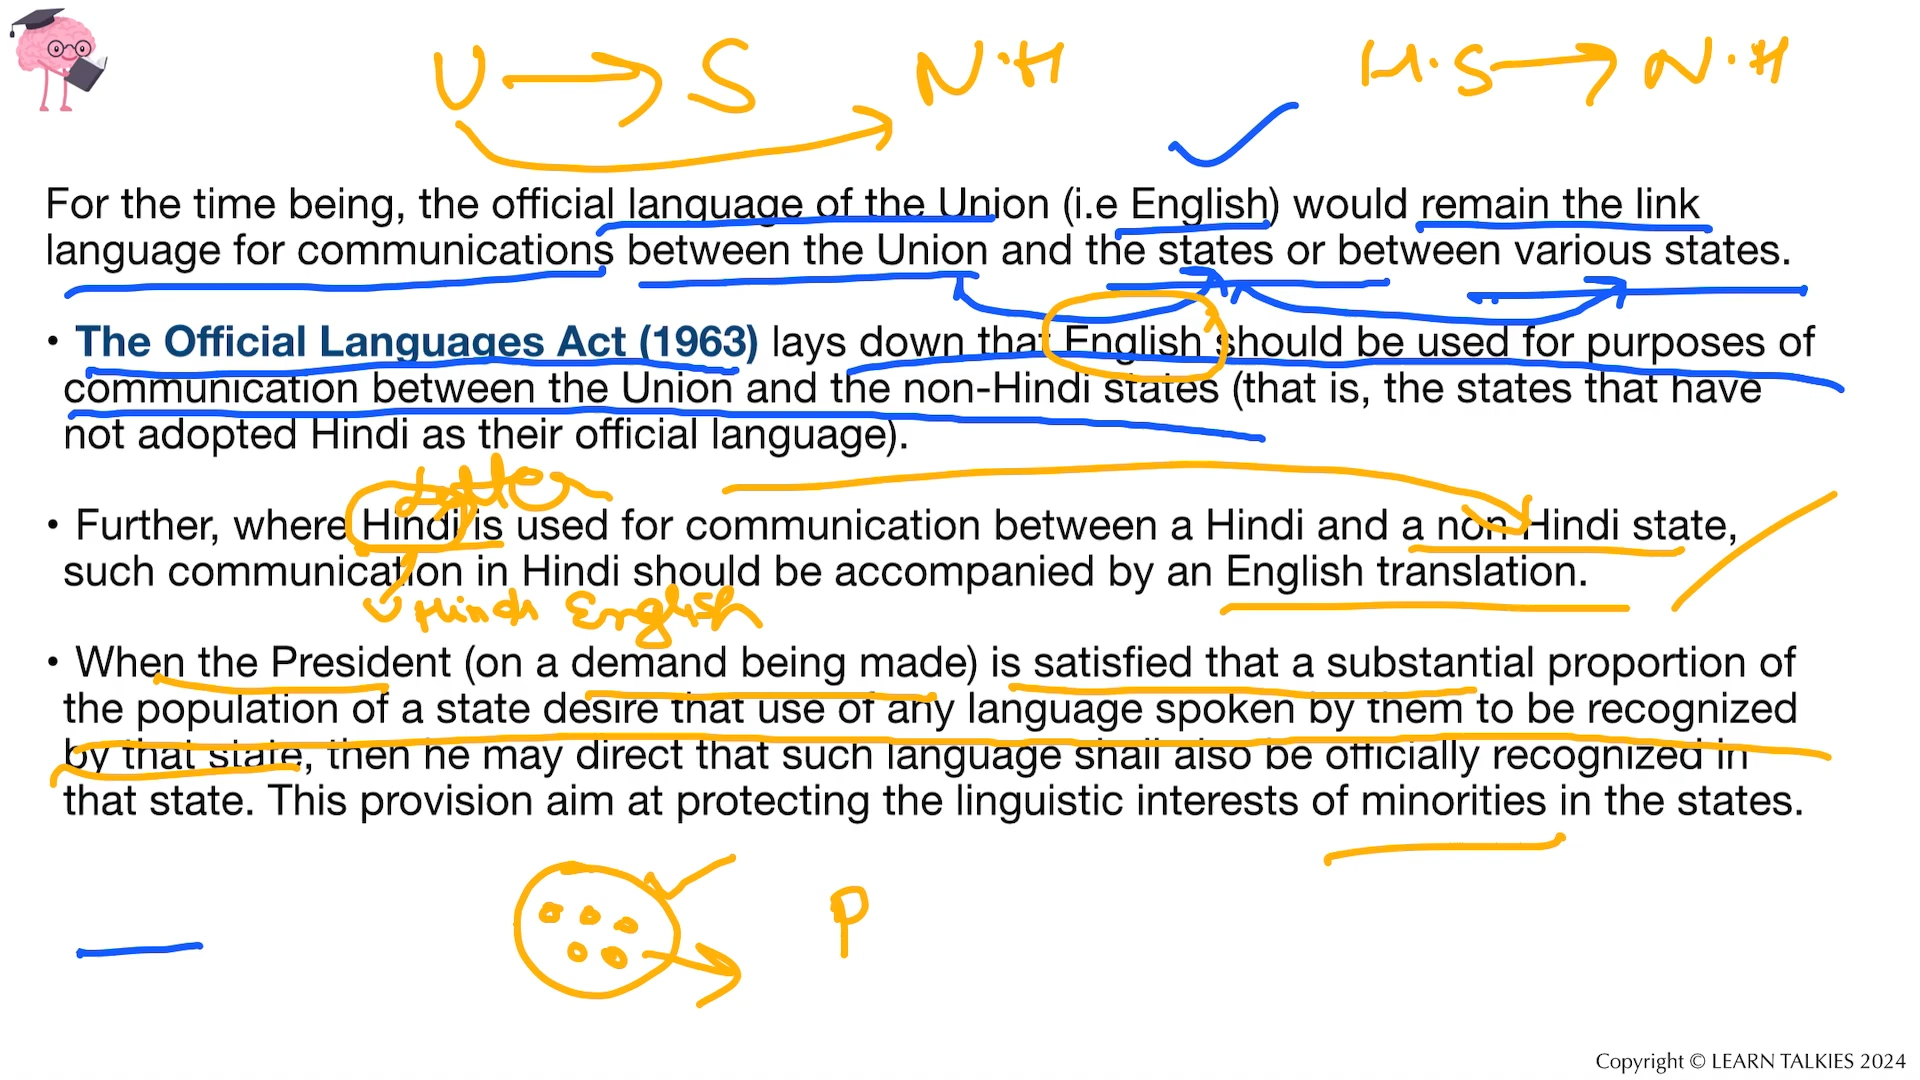 U → S N.H H.S → N.H
For the time being, the official language of the Union (i.e English) would remain the link
language for communications between the Union and the states or between various states.
• The Official Languages Act (1963) lays down that English should be used for purposes of
communication between the Union and the non-Hindi states (that is, the states that have
not adopted Hindi as their official language).
Letter
• Further, where Hindi is used for communication between a Hindi and a non-Hindi state,
such communication in Hindi should be accompanied by an English translation.
Hindi English
• When the President (on a demand being made) is satisfied that a substantial proportion of
the population of a state desire that use of any language spoken by them to be recognized
by that state, then he may direct that such language shall also be officially recognized in
that state. This provision aim at protecting the linguistic interests of minorities in the states.
P
Copyright © LEARN TALKIES 2024